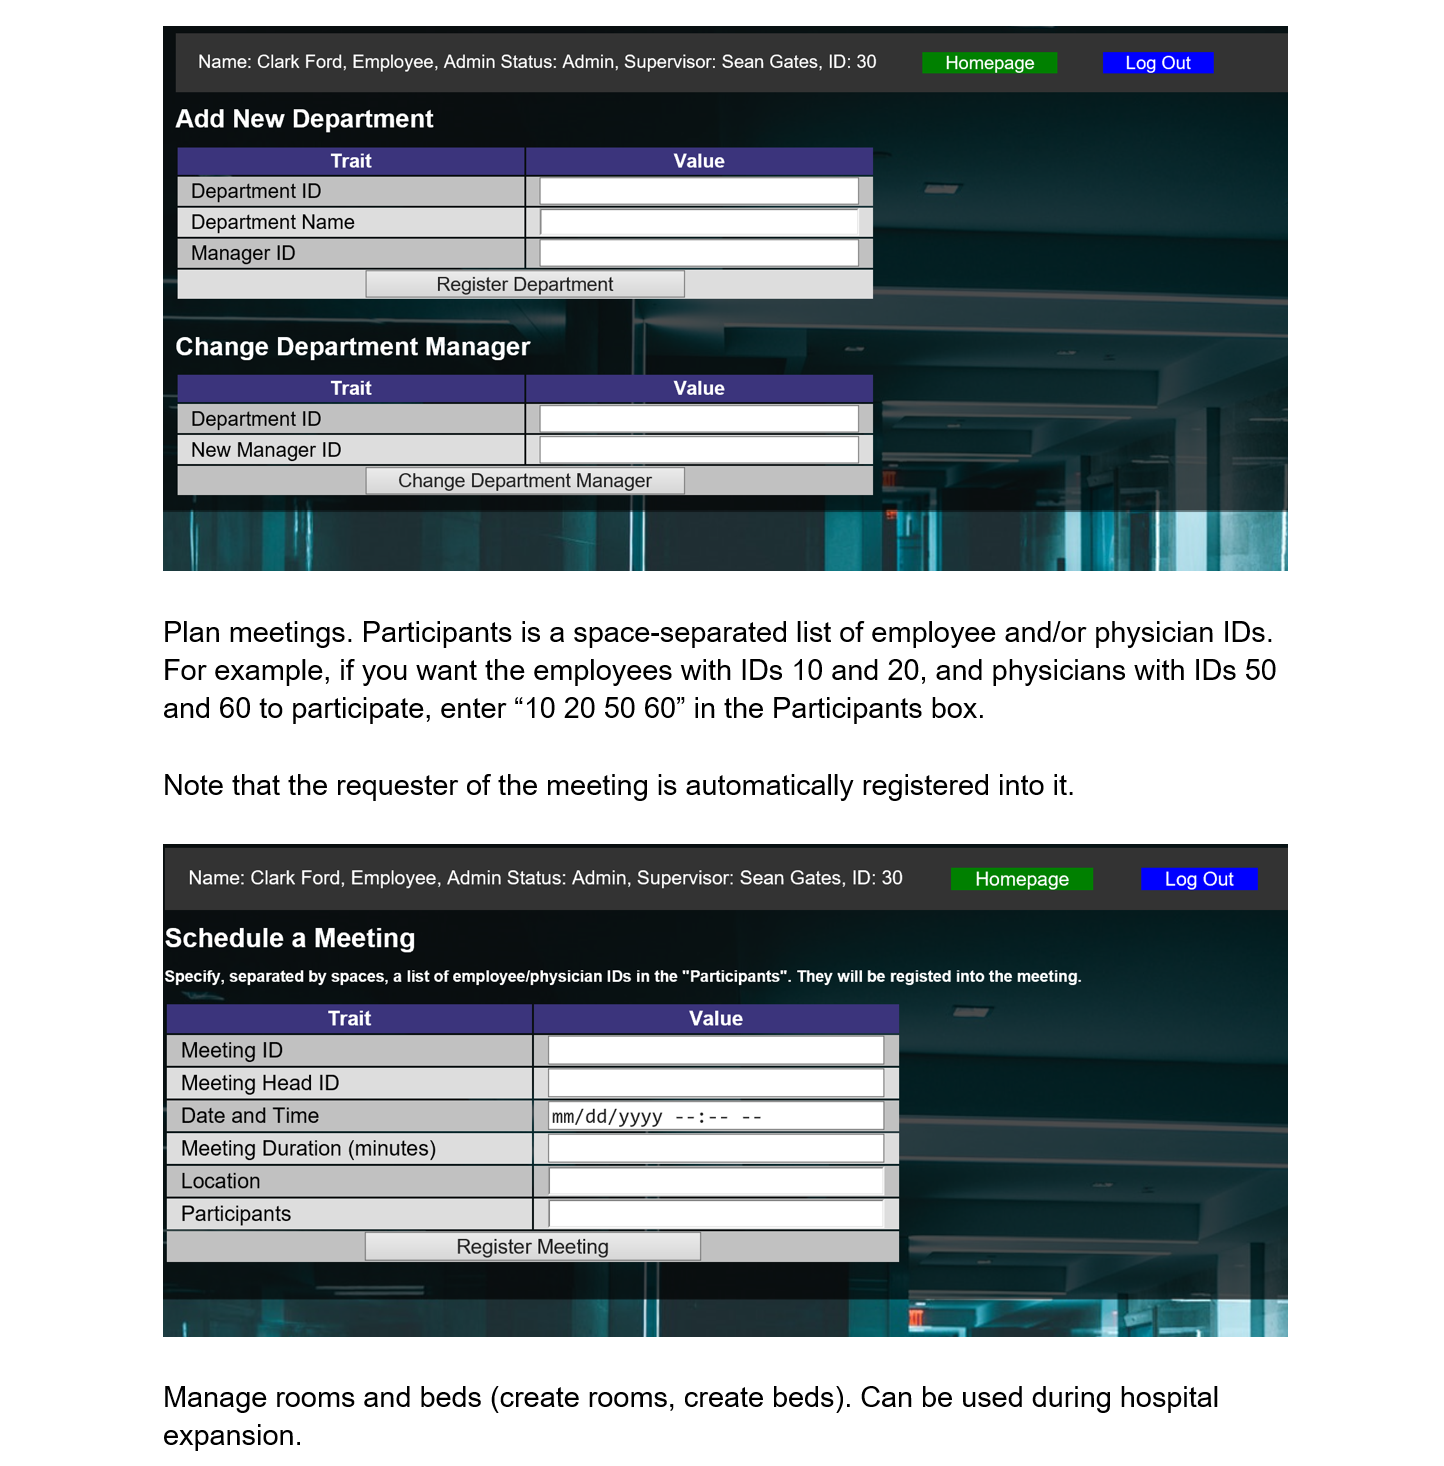 Name: Clark Ford, Employee, Admin Status: Admin, Supervisor: Sean Gates, ID: 30 Homepage Log Out
Add New Department
Trait Value
Department ID
Department Name
Manager ID
Register Department
Change Department Manager
Trait Value
Department ID
New Manager ID
Change Department Manager
Plan meetings. Participants is a space-separated list of employee and/or physician IDs.
For example, if you want the employees with IDs 10 and 20, and physicians with IDs 50
and 60 to participate, enter “10 20 50 60” in the Participants box.
Note that the requester of the meeting is automatically registered into it.
Name: Clark Ford, Employee, Admin Status: Admin, Supervisor: Sean Gates, ID: 30 Homepage Log Out
Schedule a Meeting
Specify, separated by spaces, a list of employee/physician IDs in the "Participants". They will be registed into the meeting.
Trait Value
Meeting ID
Meeting Head ID
Date and Time mm/dd/yyyy --:-- --
Meeting Duration (minutes)
Location
Participants
Register Meeting
Manage rooms and beds (create rooms, create beds). Can be used during hospital
expansion.